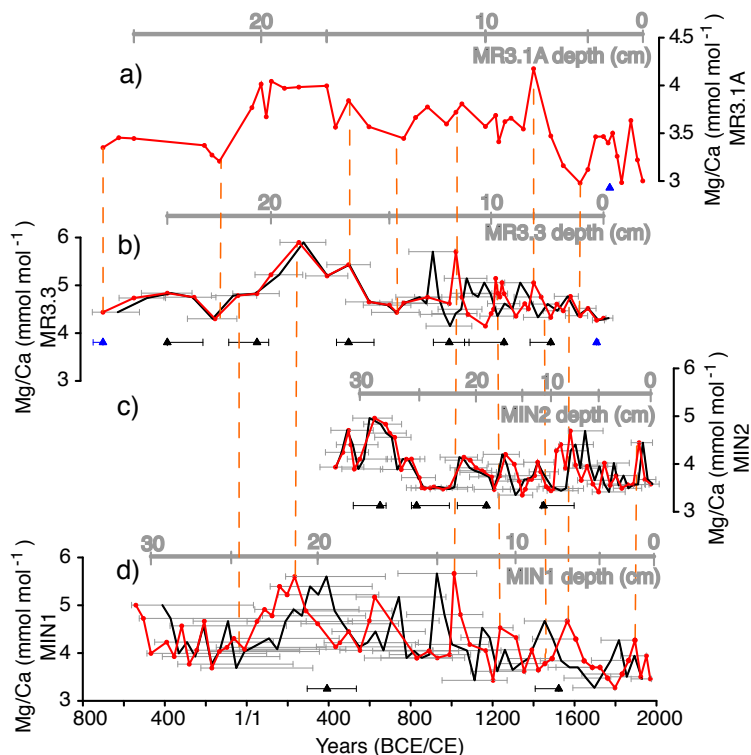 20
10
0
MR3.1A depth (cm)
a)
4.5
4
3.5
3
Mg/Ca (mmol mol⁻¹)
MR3.1A
20
10
0
MR3.3 depth (cm)
b)
6
5
4
3
Mg/Ca (mmol mol⁻¹)
MR3.3
30
20
10
0
MIN2 depth (cm)
c)
6
5
4
3
Mg/Ca (mmol mol⁻¹)
MIN2
30
20
10
0
MIN1 depth (cm)
d)
6
5
4
3
Mg/Ca (mmol mol⁻¹)
MIN1
800
400
1/1
400
800
1200
1600
2000
Years (BCE/CE)